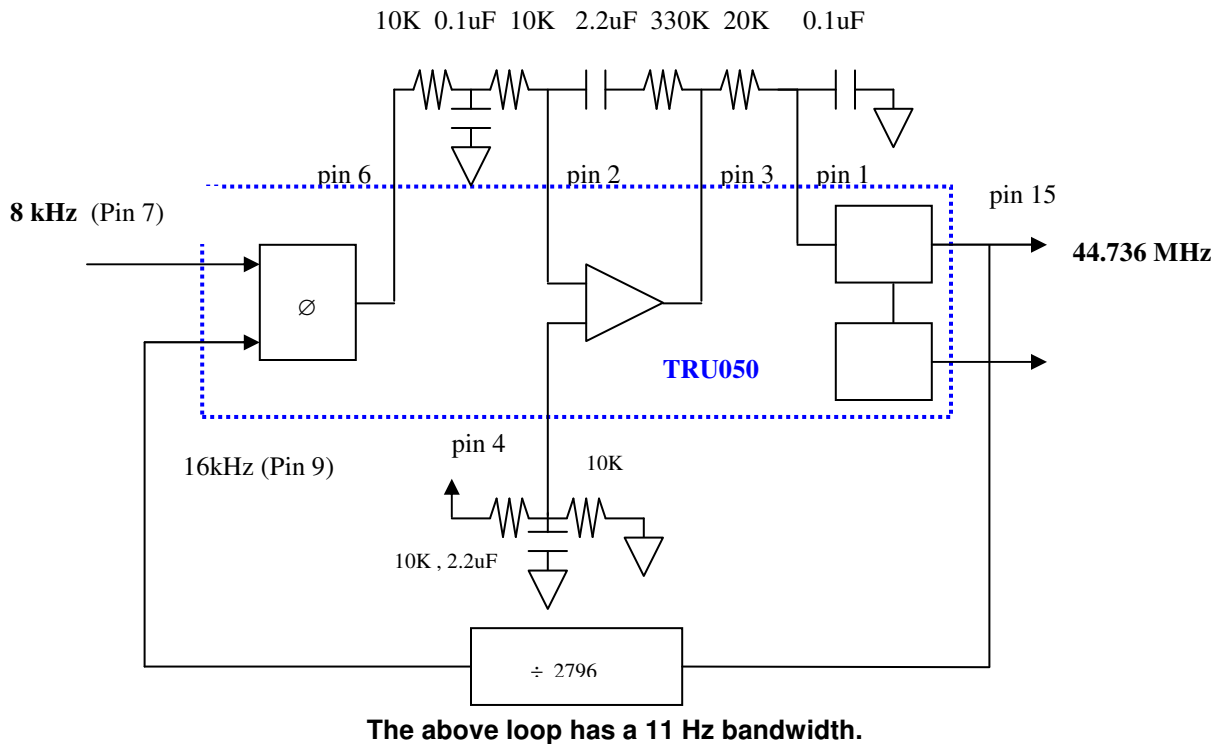 10K 0.1uF 10K 2.2uF 330K 20K 0.1uF
pin 6 pin 2 pin 3 pin 1
pin 15
8 kHz (Pin 7)
44.736 MHz
∅
TRU050
pin 4
16kHz (Pin 9)
10K
10K , 2.2uF
÷ 2796
The above loop has a 11 Hz bandwidth.